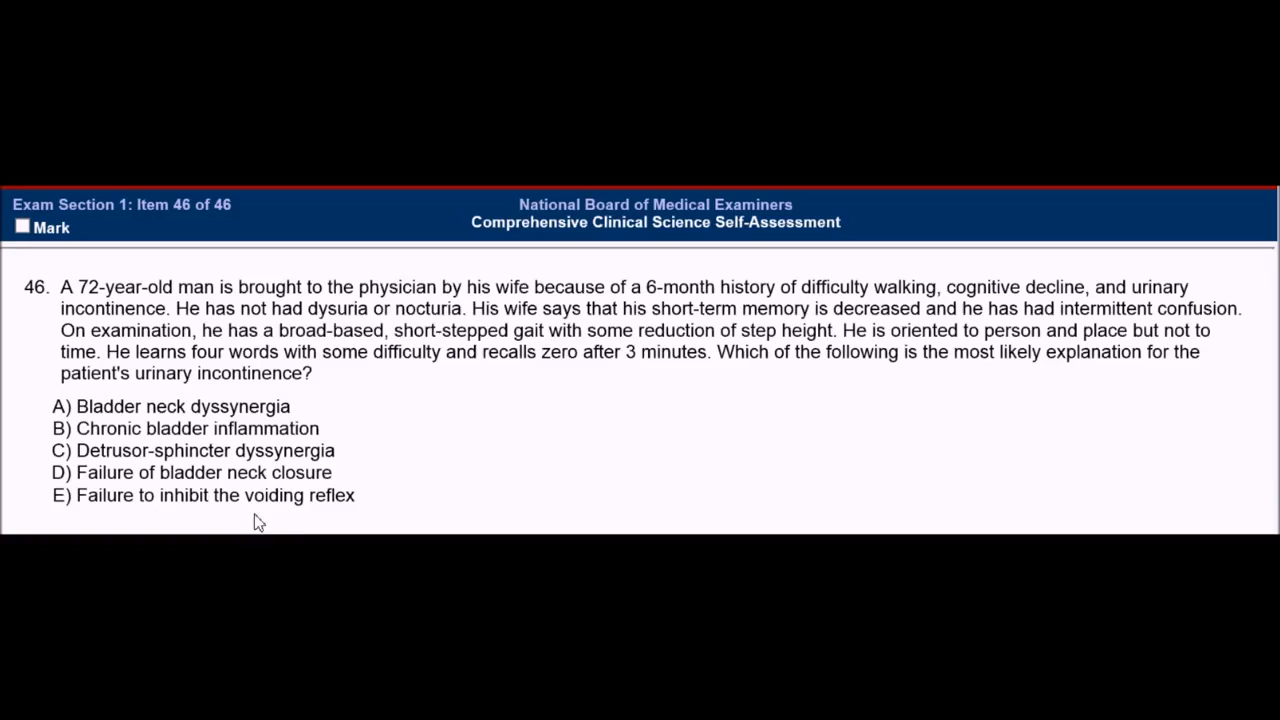 Exam Section 1: Item 46 of 46
National Board of Medical Examiners
Mark
Comprehensive Clinical Science Self-Assessment
46. A 72-year-old man is brought to the physician by his wife because of a 6-month history of difficulty walking, cognitive decline, and urinary
incontinence. He has not had dysuria or nocturia. His wife says that his short-term memory is decreased and he has had intermittent confusion.
On examination, he has a broad-based, short-stepped gait with some reduction of step height. He is oriented to person and place but not to
time. He learns four words with some difficulty and recalls zero after 3 minutes. Which of the following is the most likely explanation for the
patient's urinary incontinence?
A) Bladder neck dyssynergia
B) Chronic bladder inflammation
C) Detrusor-sphincter dyssynergia
D) Failure of bladder neck closure
E) Failure to inhibit the voiding reflex